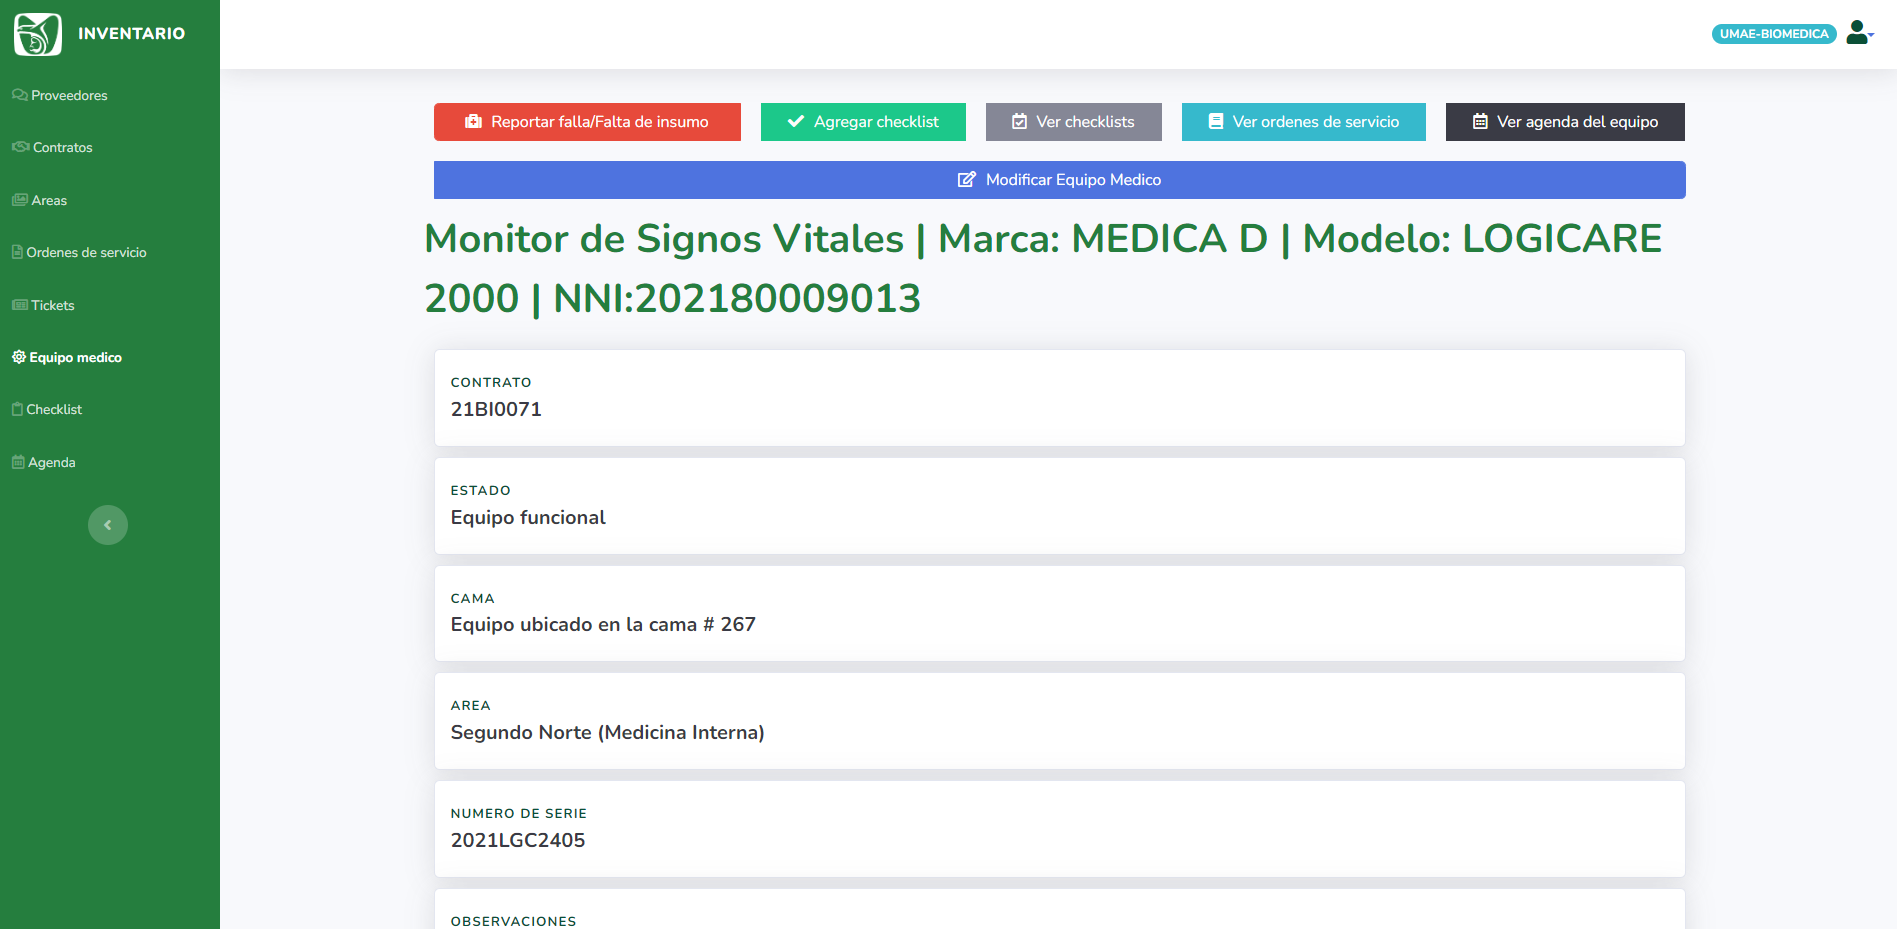 INVENTARIO
UMAE-BIOMEDICA
Proveedores
Contratos
Areas
Ordenes de servicio
Tickets
Equipo medico
Checklist
Agenda
Reportar falla/Falta de insumo
Agregar checklist
Ver checklists
Ver ordenes de servicio
Ver agenda del equipo
Modificar Equipo Medico
Monitor de Signos Vitales | Marca: MEDICA D | Modelo: LOGICARE
2000 | NNI:202180009013
CONTRATO
21BI0071
ESTADO
Equipo funcional
CAMA
Equipo ubicado en la cama # 267
AREA
Segundo Norte (Medicina Interna)
NUMERO DE SERIE
2021LGC2405
OBSERVACIONES